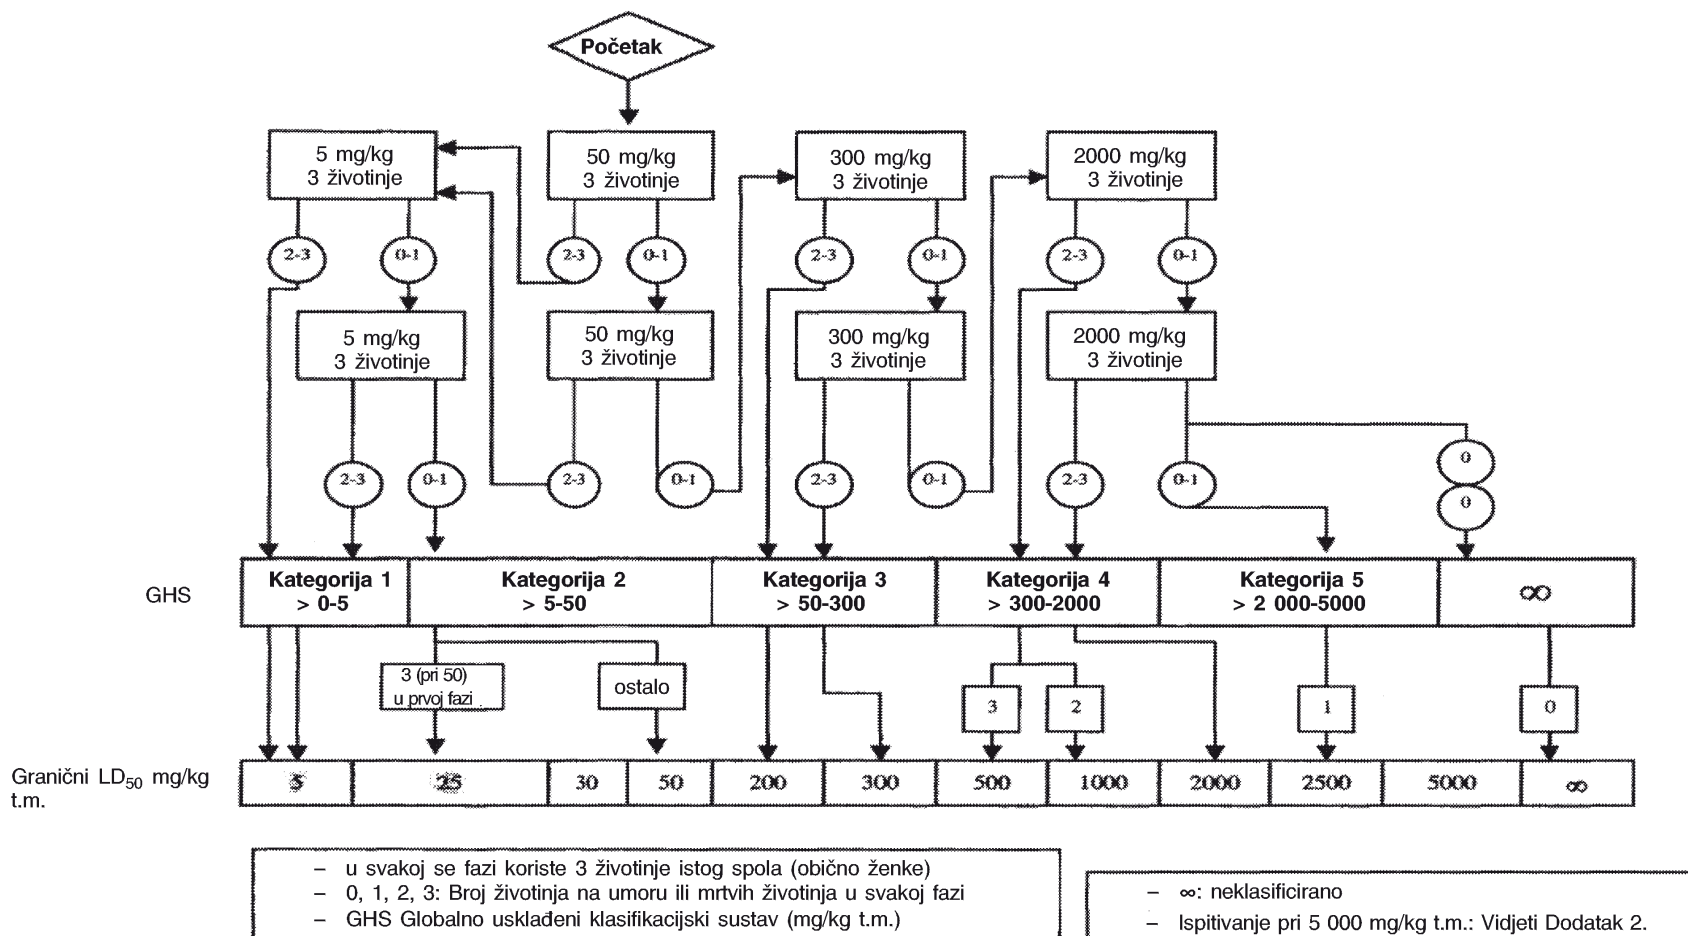 Početak
5 mg/kg
3 životinje
50 mg/kg
3 životinje
300 mg/kg
3 životinje
2000 mg/kg
3 životinje
2-3
0-1
2-3
0-1
2-3
0-1
2-3
0-1
5 mg/kg
3 životinje
50 mg/kg
3 životinje
300 mg/kg
3 životinje
2000 mg/kg
3 životinje
2-3
0-1
2-3
0-1
2-3
0-1
2-3
0-1
0
0
GHS
Kategorija 1
> 0-5
Kategorija 2
> 5-50
Kategorija 3
> 50-300
Kategorija 4
> 300-2000
Kategorija 5
> 2 000-5000
∞
3 (pri 50)
u prvoj fazi
ostalo
3
2
1
0
Granični LD50 mg/kg
t.m.
5
25
30
50
200
300
500
1000
2000
2500
5000
∞
– u svakoj se fazi koriste 3 životinje istog spola (obično ženke)
– 0, 1, 2, 3: Broj životinja na umoru ili mrtvih životinja u svakoj fazi
– GHS Globalno usklađeni klasifikacijski sustav (mg/kg t.m.)
– ∞: neklasificirano
– Ispitivanje pri 5 000 mg/kg t.m.: Vidjeti Dodatak 2.